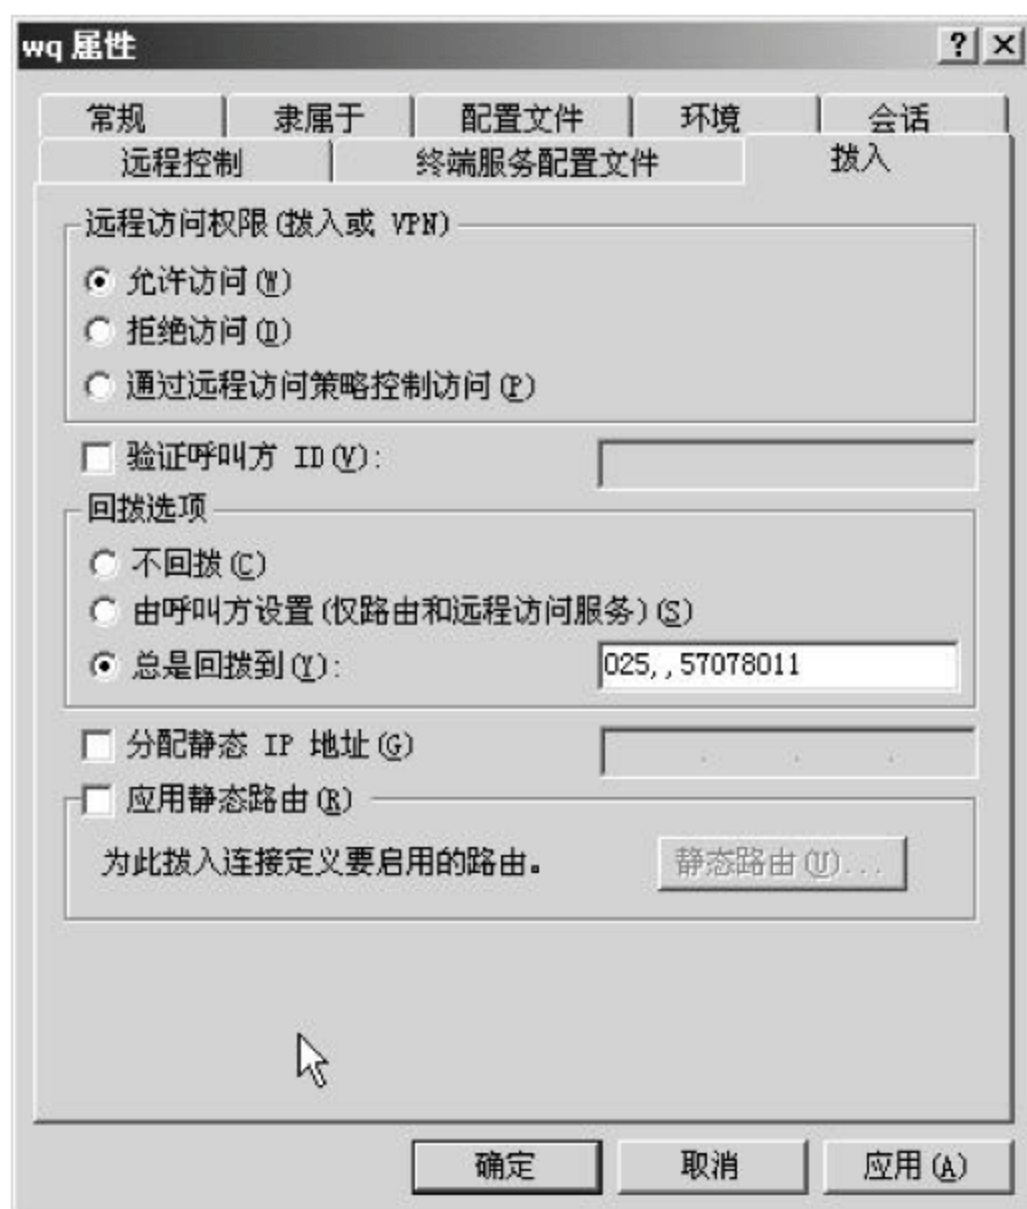 wq 属性
常规 隶属于 配置文件 环境 会话
远程控制 终端服务配置文件 拨入
远程访问权限(拨入或 VPN)
允许访问(W)
拒绝访问(D)
通过远程访问策略控制访问(P)
验证呼叫方 ID(V):
回拨选项
不回拨(C)
由呼叫方设置(仅路由和远程访问服务)(S)
总是回拨到(Y): 025,,57078011
分配静态 IP 地址(G)
应用静态路由(R)
为此拨入连接定义要启用的路由。 静态路由(U)...
确定 取消 应用(A)